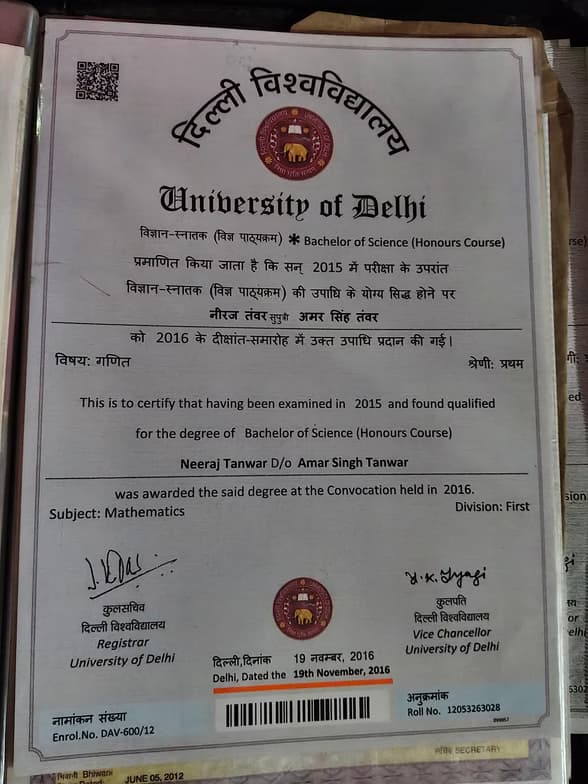 दिल्ली विश्वविद्यालय
University of Delhi
विज्ञान-स्नातक (विज्ञ पाठ्यक्रम) * Bachelor of Science (Honours Course)
प्रमाणित किया जाता है कि सन् 2015 में परीक्षा के उपरांत
विज्ञान-स्नातक (विज्ञ पाठ्यक्रम) की उपाधि के योग्य सिद्ध होने पर
नीरज तंवर सुपुत्री अमर सिंह तंवर
को 2016 के दीक्षांत-समारोह में उक्त उपाधि प्रदान की गई।
विषय: गणित श्रेणी: प्रथम
This is to certify that having been examined in 2015 and found qualified
for the degree of Bachelor of Science (Honours Course)
Neeraj Tanwar D/o Amar Singh Tanwar
was awarded the said degree at the Convocation held in 2016.
Subject: Mathematics Division: First
कुलसचिव
दिल्ली विश्वविद्यालय
Registrar
University of Delhi
Y.K. Tyagi
कुलपति
दिल्ली विश्वविद्यालय
Vice Chancellor
University of Delhi
दिल्ली,दिनांक 19 नवम्बर, 2016
Delhi, Dated the 19th November, 2016
नामांकन संख्या
Enrol.No. DAV-600/12
अनुक्रमांक
Roll No. 12053263028
भिवानी Bhiwani
JUNE 05, 2012
सचिव SECRETARY